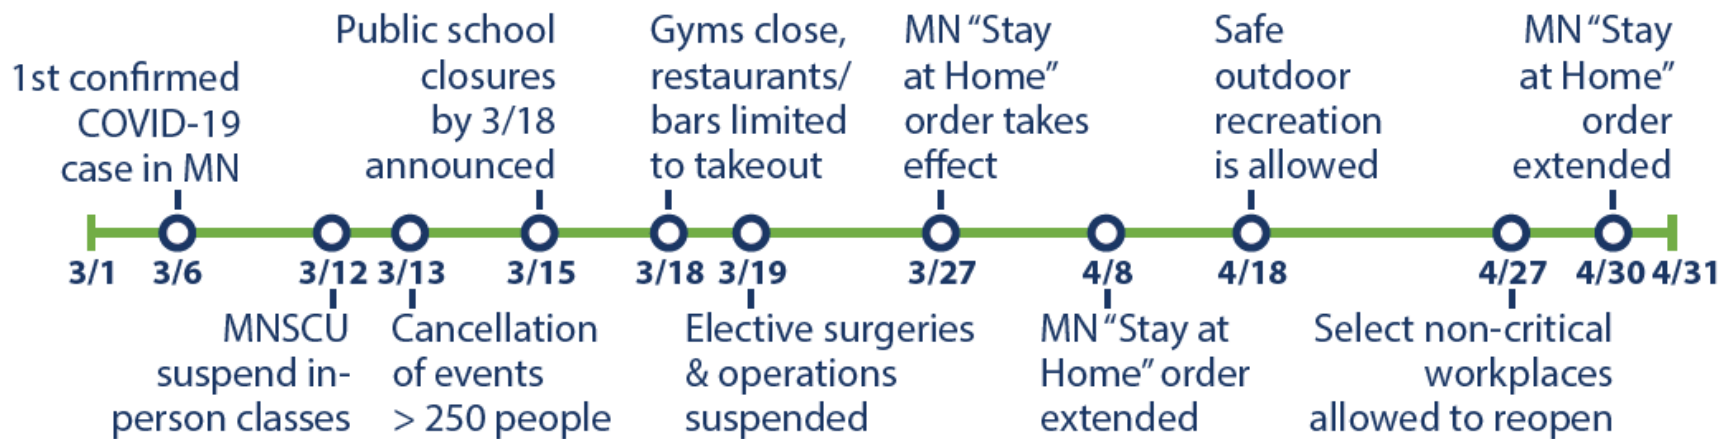 1st confirmed
COVID-19
case in MN
Public school
closures
by 3/18
announced
Gyms close,
restaurants/
bars limited
to takeout
MN “Stay
at Home”
order takes
effect
Safe
outdoor
recreation
is allowed
MN “Stay
at Home”
order
extended
3/1 3/6 3/12 3/13 3/15 3/18 3/19 3/27 4/8 4/18 4/27 4/30 4/31
MNSCU
suspend in-
person classes
Cancellation
of events
> 250 people
Elective surgeries
& operations
suspended
MN “Stay at
Home” order
extended
Select non-critical
workplaces
allowed to reopen